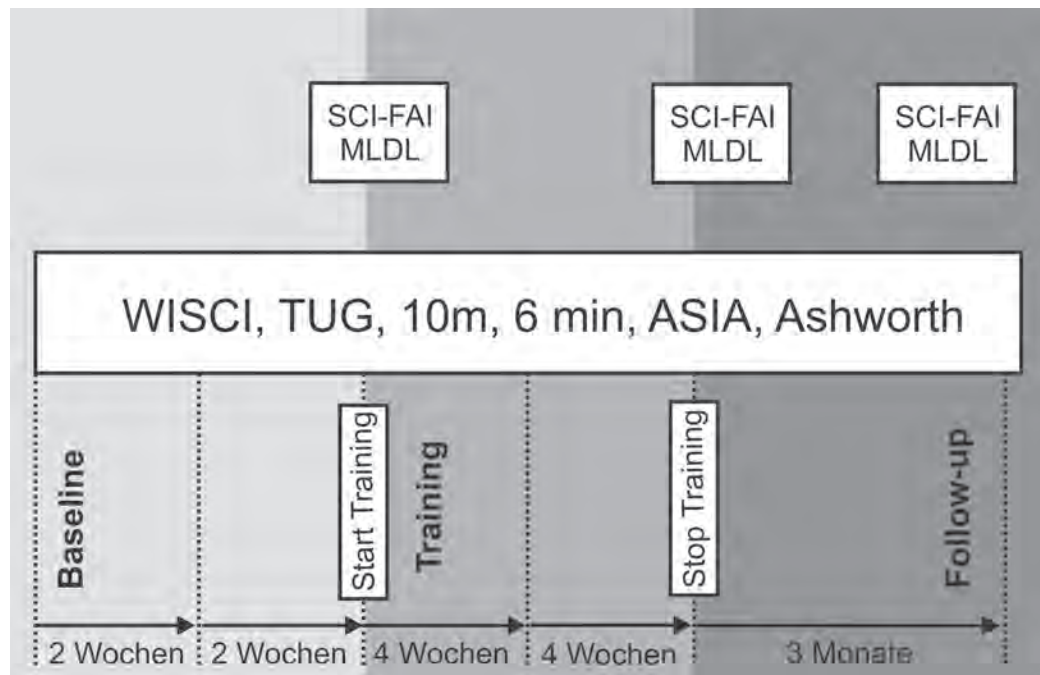 SCI-FAI
MLDL
SCI-FAI
MLDL
SCI-FAI
MLDL
WISCI, TUG, 10m, 6 min, ASIA, Ashworth
Baseline
Start Training
Training
Stop Training
Follow-up
2 Wochen
2 Wochen
4 Wochen
4 Wochen
3 Monate